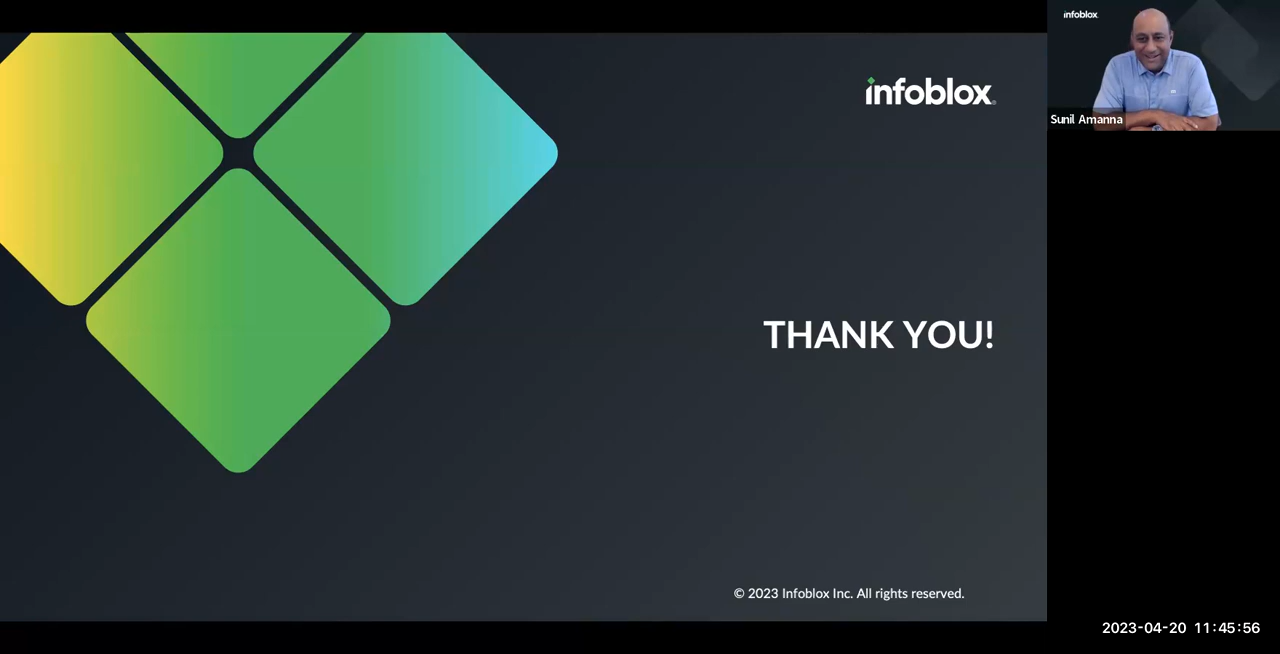 infoblox
THANK YOU!
© 2023 Infoblox Inc. All rights reserved.
infoblox
Sunil Amanna
2023-04-20 11:45:56